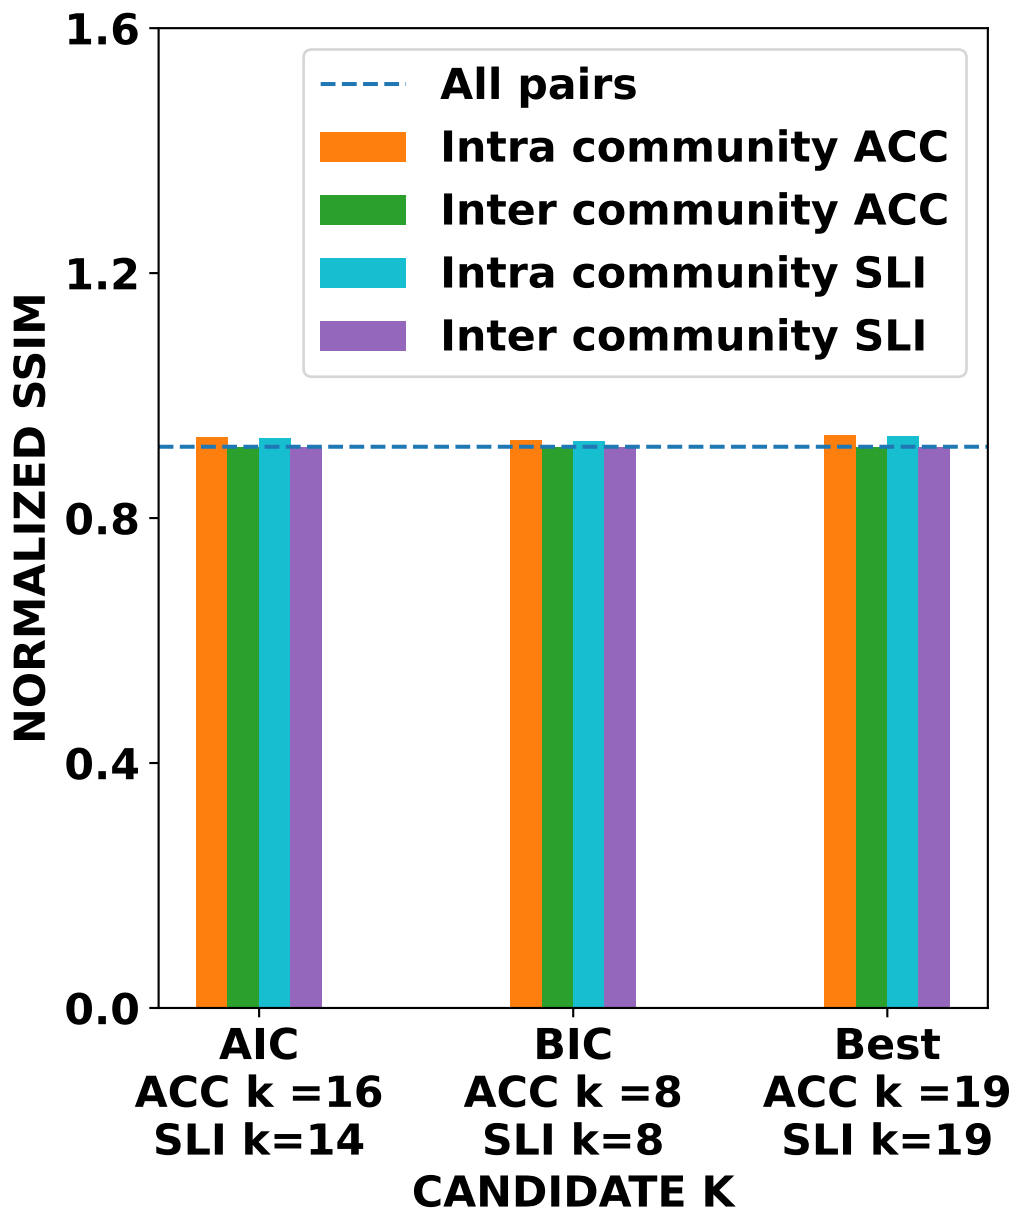 1.6
1.2
0.8
0.4
0.0
NORMALIZED SSIM
All pairs
Intra community ACC
Inter community ACC
Intra community SLI
Inter community SLI
AIC
ACC k =16
SLI k=14
BIC
ACC k =8
SLI k=8
Best
ACC k =19
SLI k=19
CANDIDATE K